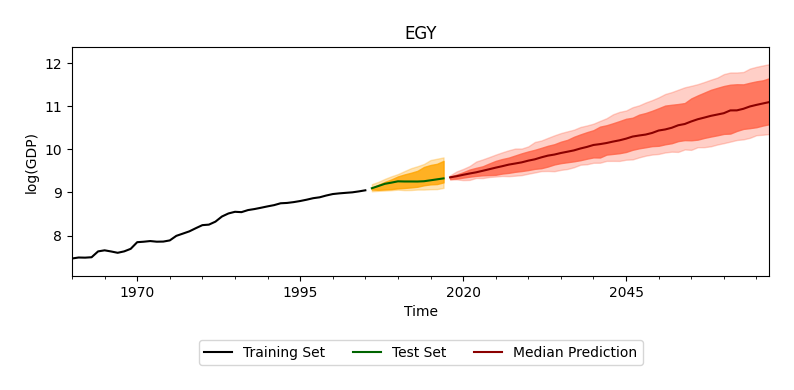 EGY
log(GDP)
12
11
10
9
8
1970
1995
2020
2045
Time
Training Set
Test Set
Median Prediction